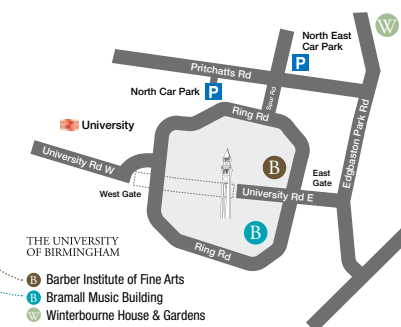 North East
Car Park
W
P
Pritchatts Rd
North Car Park P
Spur Rd
Ring Rd
Edgbaston Park Rd
University
University Rd W
B
East
Gate
West Gate
University Rd E
B
Ring Rd
THE UNIVERSITY
OF BIRMINGHAM
B Barber Institute of Fine Arts
B Bramall Music Building
W Winterbourne House & Gardens